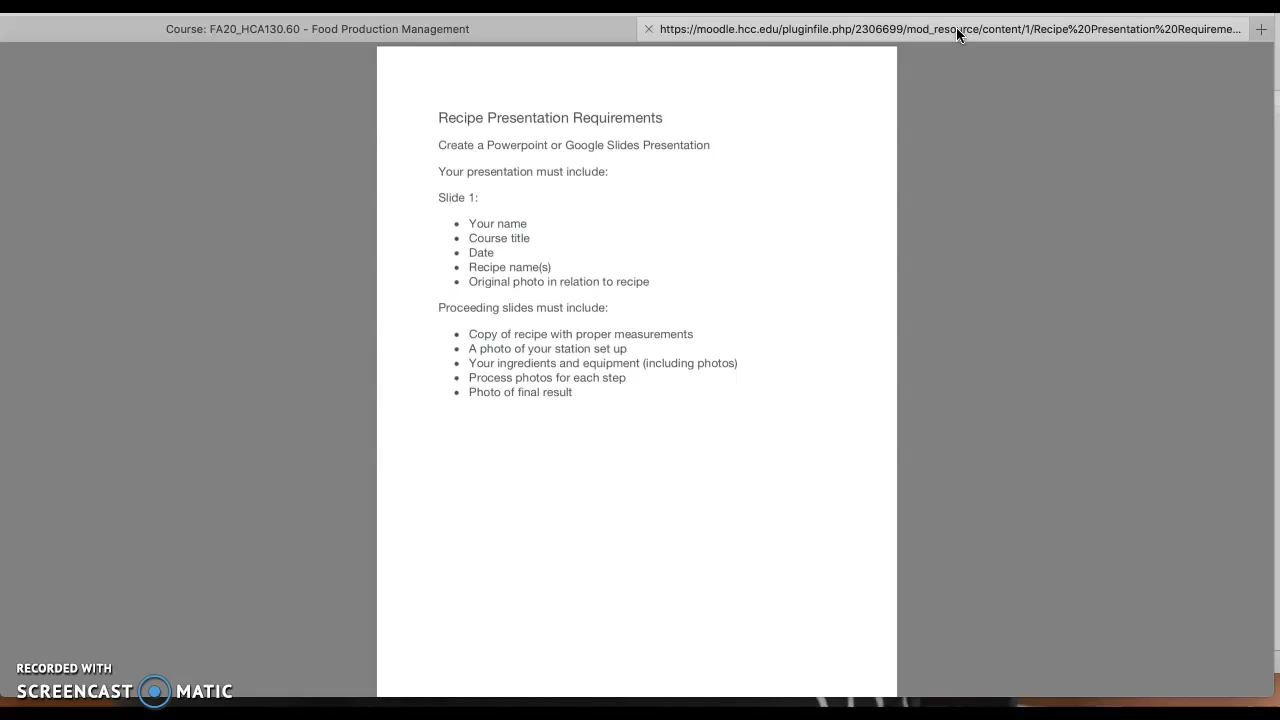 Course: FA20_HCA130.60 - Food Production Management
https://moodle.hcc.edu/pluginfile.php/2306699/mod_resource/content/1/Recipe%20Presentation%20Requireme...
Recipe Presentation Requirements
Create a Powerpoint or Google Slides Presentation
Your presentation must include:
Slide 1:
• Your name
• Course title
• Date
• Recipe name(s)
• Original photo in relation to recipe
Proceeding slides must include:
• Copy of recipe with proper measurements
• A photo of your station set up
• Your ingredients and equipment (including photos)
• Process photos for each step
• Photo of final result
RECORDED WITH
SCREENCAST MATIC